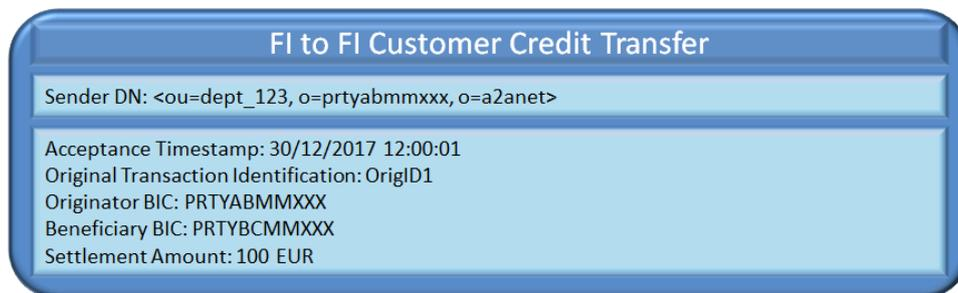 FI to FI Customer Credit Transfer
Sender DN: <ou=dept_123, o=prtyabmmxxx, o=a2anet>
Acceptance Timestamp: 30/12/2017 12:00:01
Original Transaction Identification: OrigID1
Originator BIC: PRTYABMMXXX
Beneficiary BIC: PRTYBCMMXXX
Settlement Amount: 100 EUR